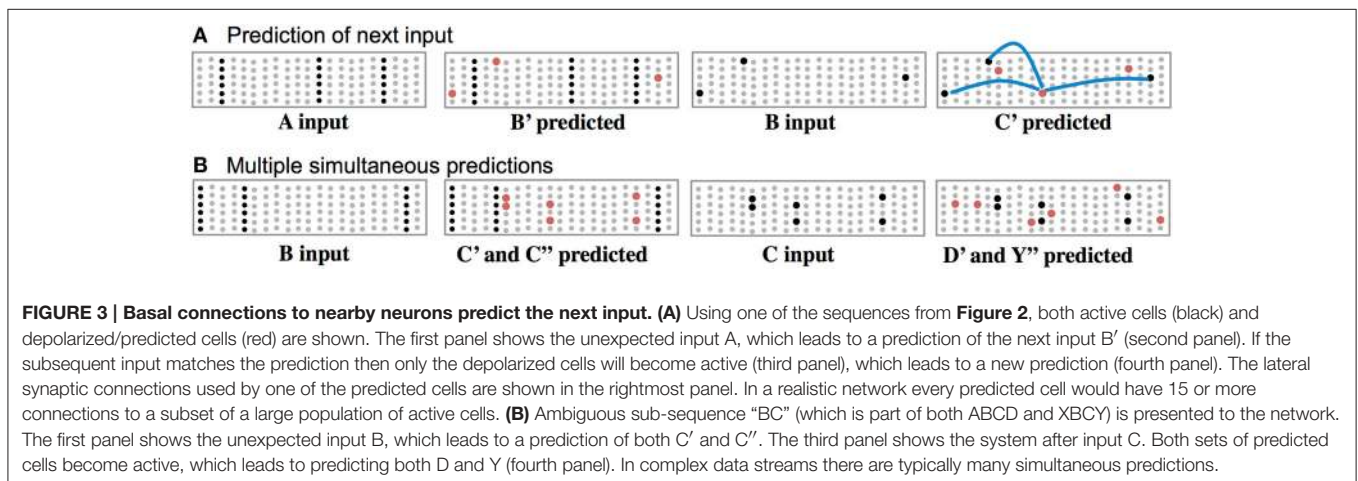 A Prediction of next input
A input
B’ predicted
B input
C’ predicted
B Multiple simultaneous predictions
B input
C’ and C” predicted
C input
D’ and Y” predicted
FIGURE 3 | Basal connections to nearby neurons predict the next input. (A) Using one of the sequences from Figure 2, both active cells (black) and
depolarized/predicted cells (red) are shown. The first panel shows the unexpected input A, which leads to a prediction of the next input B′ (second panel). If the
subsequent input matches the prediction then only the depolarized cells will become active (third panel), which leads to a new prediction (fourth panel). The lateral
synaptic connections used by one of the predicted cells are shown in the rightmost panel. In a realistic network every predicted cell would have 15 or more
connections to a subset of a large population of active cells. (B) Ambiguous sub-sequence “BC” (which is part of both ABCD and XBCY) is presented to the network.
The first panel shows the unexpected input B, which leads to a prediction of both C′ and C′′. The third panel shows the system after input C. Both sets of predicted
cells become active, which leads to predicting both D and Y (fourth panel). In complex data streams there are typically many simultaneous predictions.